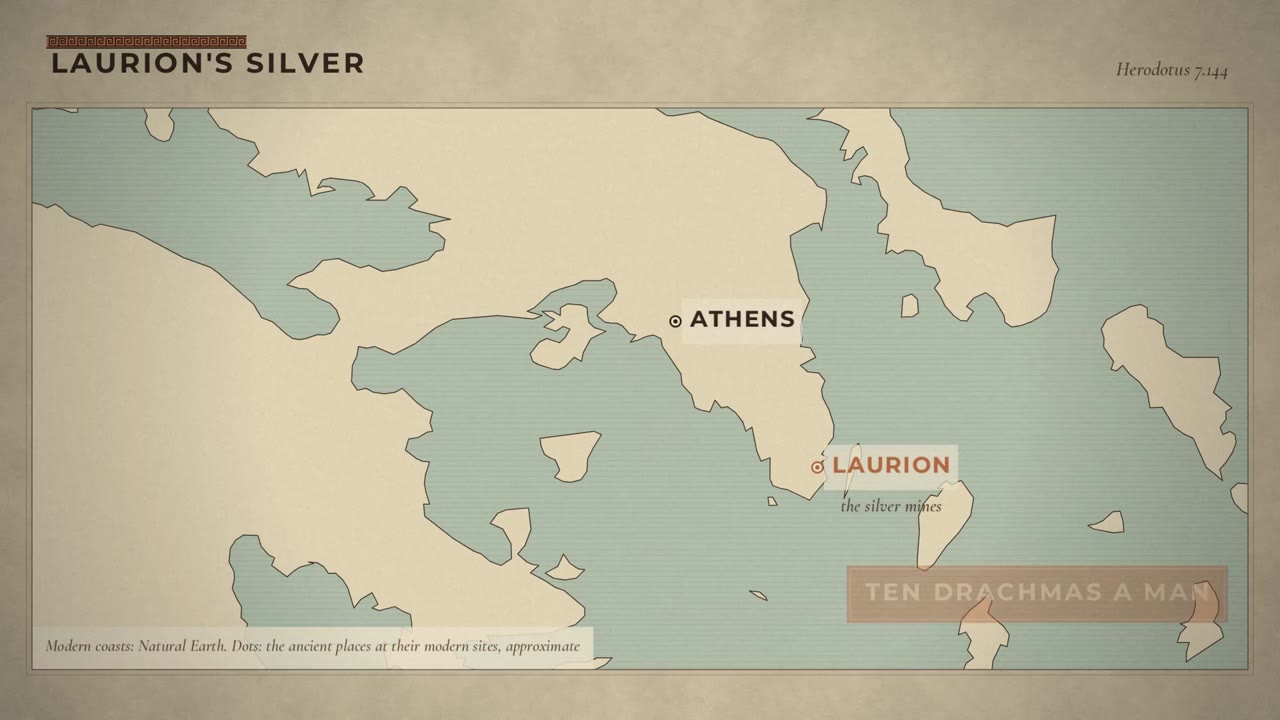 LAURION'S SILVER
Herodotus 7.144
ATHENS
LAURION
the silver mines
TEN DRACHMAS A MAN
Modern coasts: Natural Earth. Dots: the ancient places at their modern sites, approximate